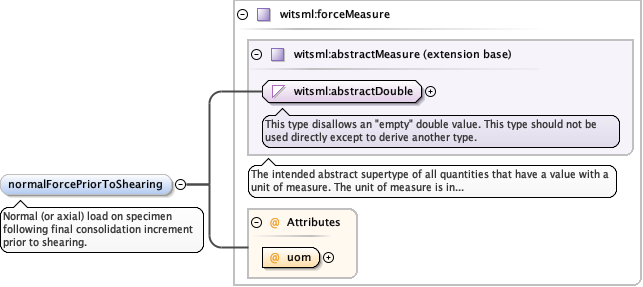 witsml:forceMeasure
witsml:abstractMeasure (extension base)
witsml:abstractDouble
This type disallows an "empty" double value. This type should not be
used directly except to derive another type.
The intended abstract supertype of all quantities that have a value with a
unit of measure. The unit of measure is in...
normalForcePriorToShearing
Normal (or axial) load on specimen
following final consolidation increment
prior to shearing.
@ Attributes
@ uom